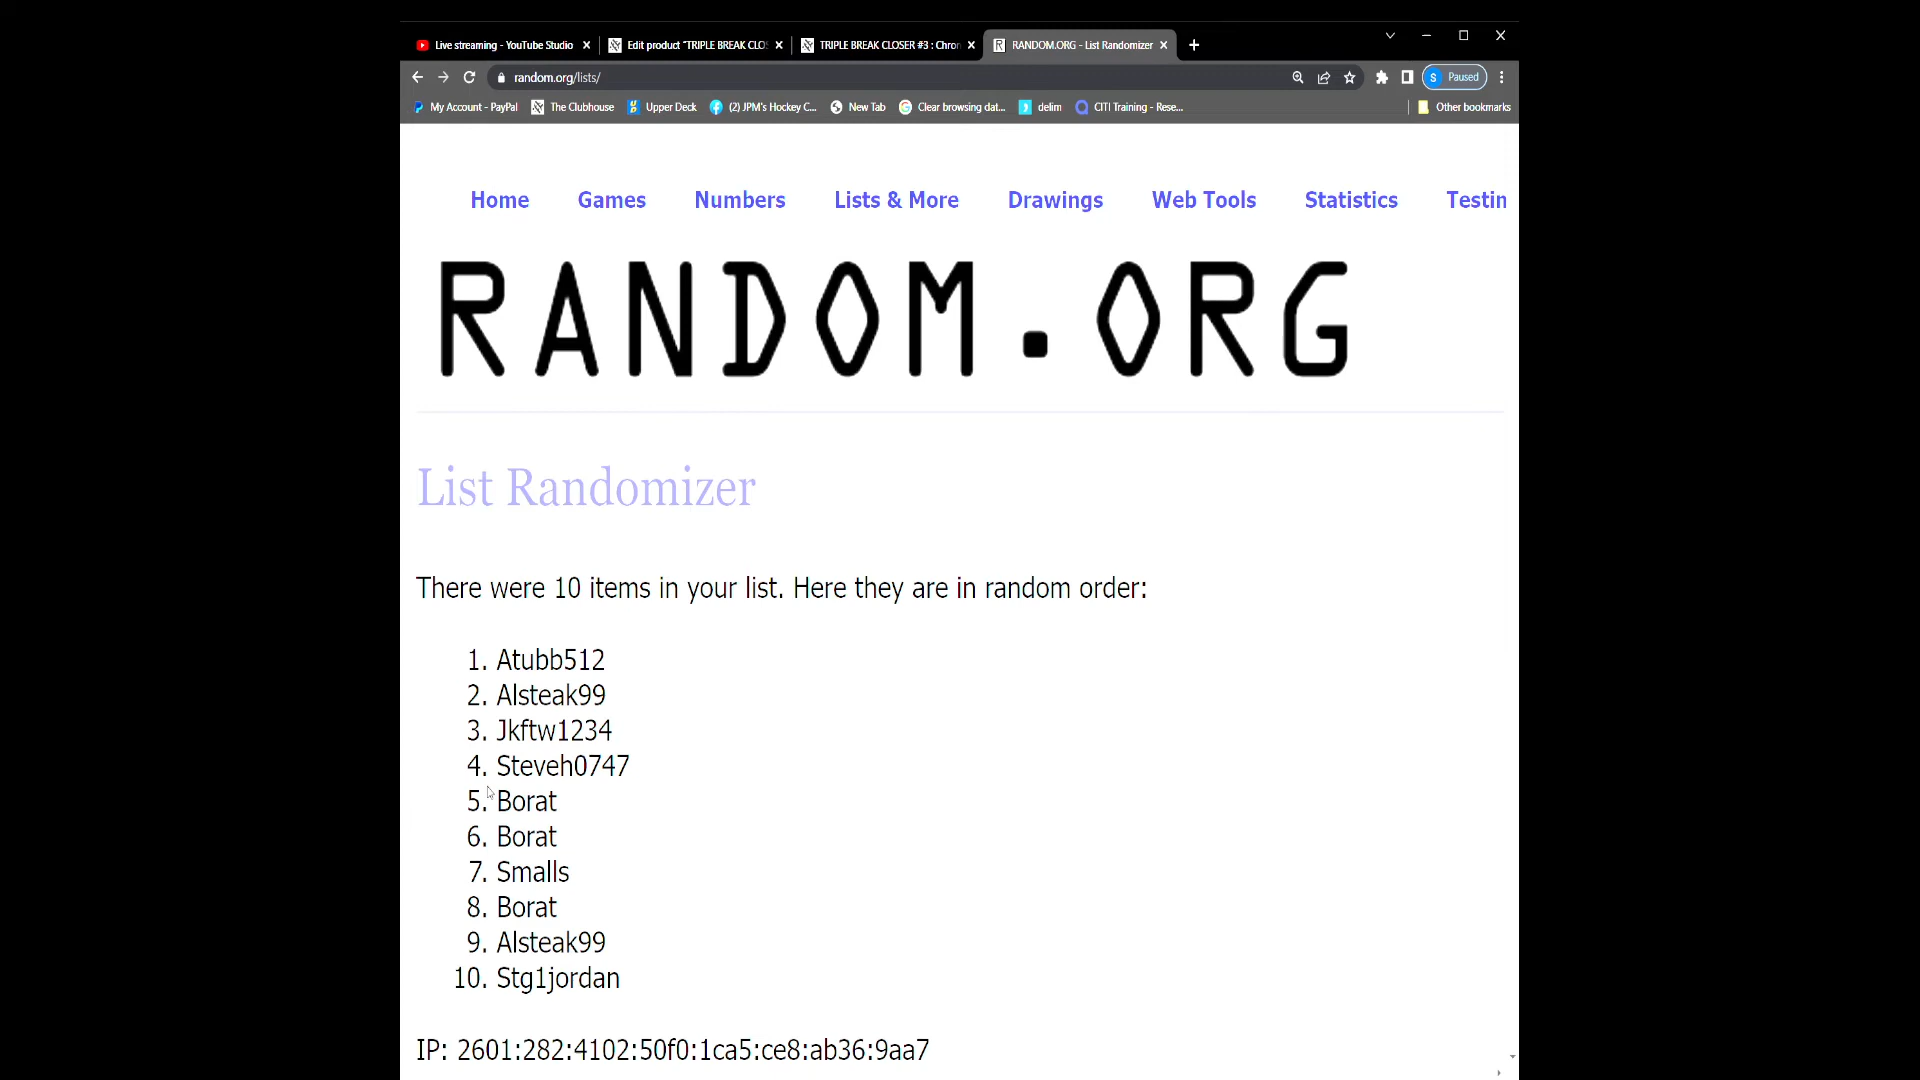 Live streaming - YouTube Studio
Edit product "TRIPLE BREAK CLOS
TRIPLE BREAK CLOSER #3 : Chron
RANDOM.ORG - List Randomizer
random.org/lists/
S Paused
My Account - PayPal
The Clubhouse
Upper Deck
(2) JPM's Hockey C...
New Tab
Clear browsing dat...
delim
CITI Training - Rese...
Other bookmarks
Home Games Numbers Lists & More Drawings Web Tools Statistics Testin
RANDOM.ORG
List Randomizer
There were 10 items in your list. Here they are in random order:
1. Atubb512
2. Alsteak99
3. Jkftw1234
4. Steveh0747
5. Borat
6. Borat
7. Smalls
8. Borat
9. Alsteak99
10. Stg1jordan
IP: 2601:282:4102:50f0:1ca5:ce8:ab36:9aa7